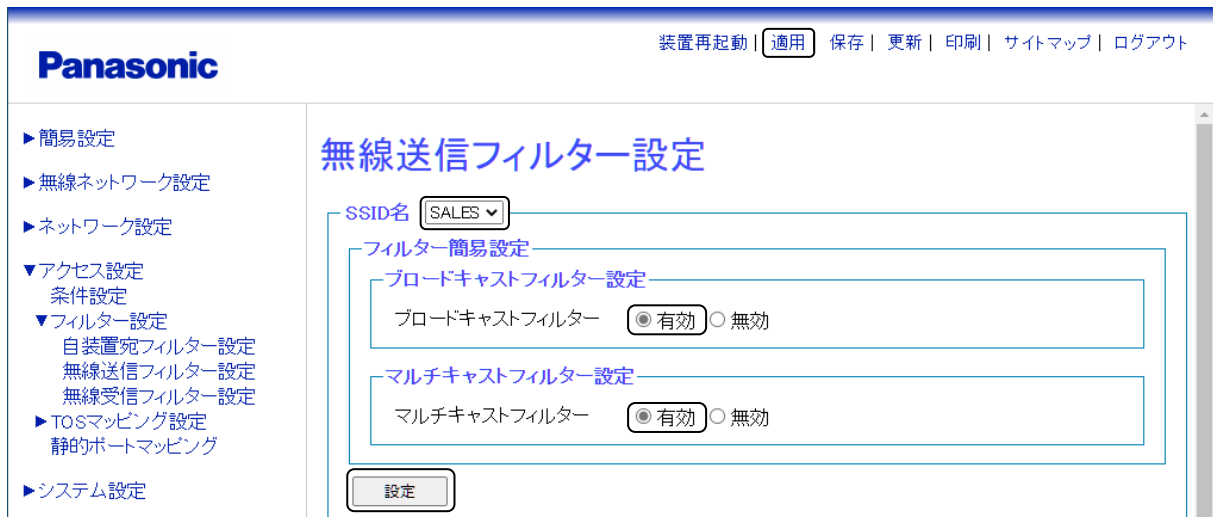 装置再起動 | 適用 | 保存 | 更新 | 印刷 | サイトマップ | ログアウト
Panasonic
▶簡易設定
▶無線ネットワーク設定
▶ネットワーク設定
▼アクセス設定
条件設定
▼フィルター設定
自装置宛フィルター設定
無線送信フィルター設定
無線受信フィルター設定
▶TOSマッピング設定
静的ポートマッピング
▶システム設定
無線送信フィルター設定
SSID名 SALES
フィルター簡易設定
ブロードキャストフィルター設定
ブロードキャストフィルター 有効 無効
マルチキャストフィルター設定
マルチキャストフィルター 有効 無効
設定